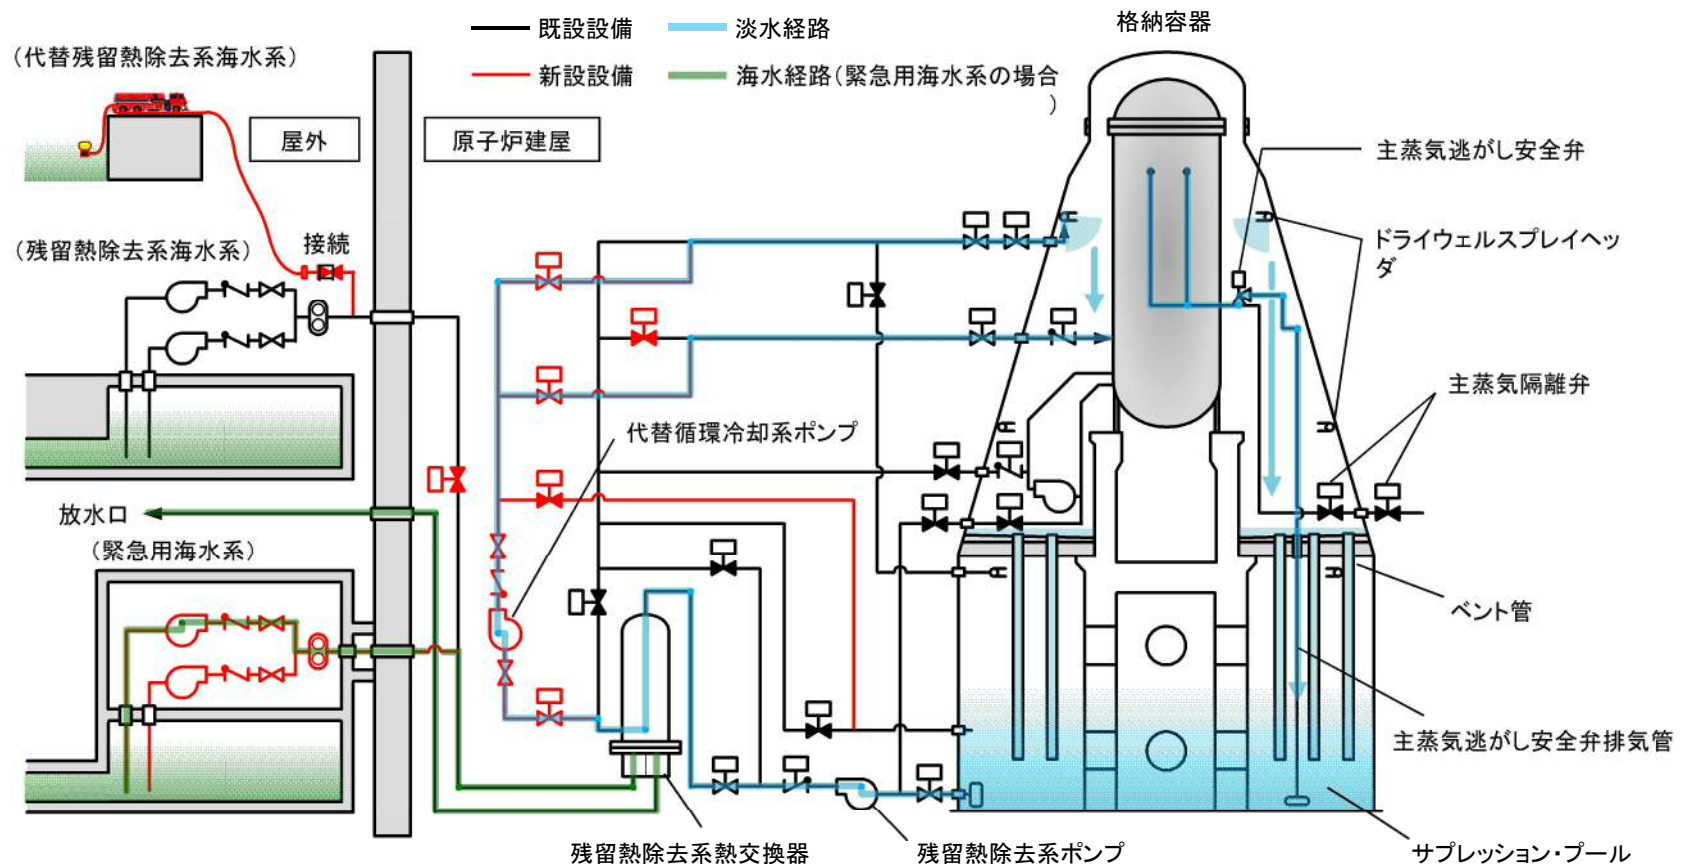 既設設備
淡水経路
格納容器
(代替残留熱除去系海水系)
新設設備
海水経路(緊急用海水系の場合
)
屋外
原子炉建屋
主蒸気逃がし安全弁
(残留熱除去系海水系)
接続
ドライウェルスプレイヘッ
ダ
主蒸気隔離弁
代替循環冷却系ポンプ
放水口
(緊急用海水系)
ベント管
主蒸気逃がし安全弁排気管
残留熱除去系熱交換器
残留熱除去系ポンプ
サプレッション・プール